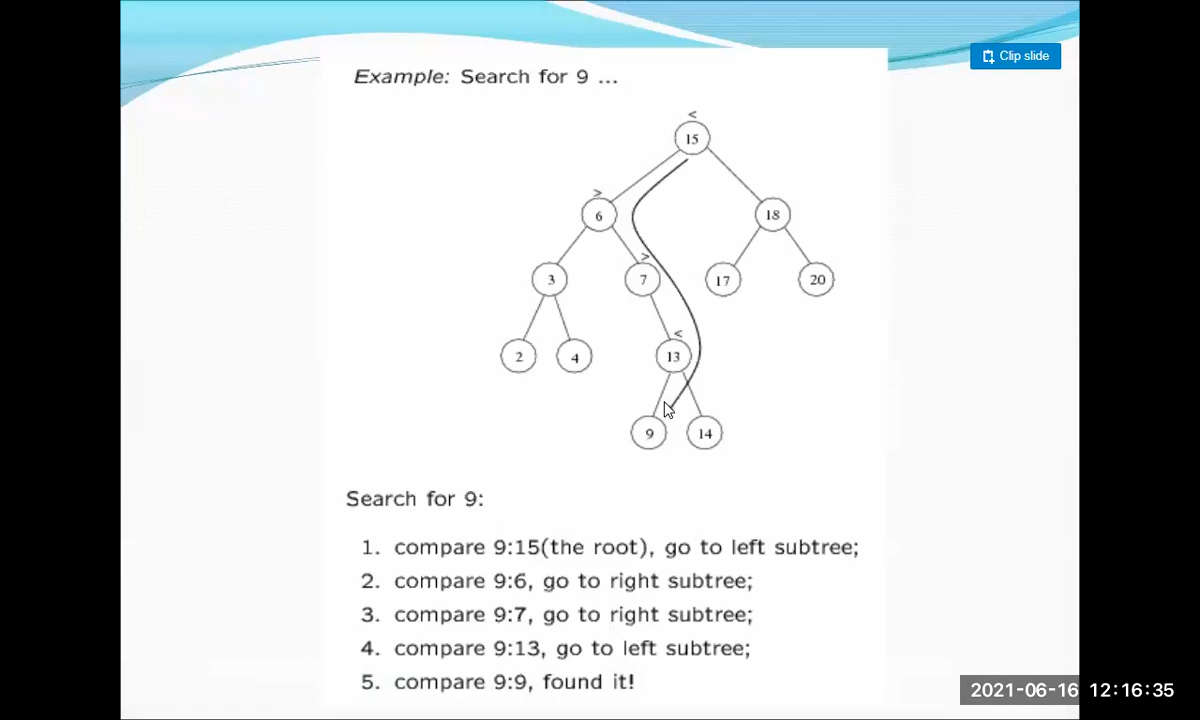 Clip slide
Example: Search for 9 ...
<
15
>
6
18
>
3
7
17
20
<
2
4
13
9
14
Search for 9:
1. compare 9:15(the root), go to left subtree;
2. compare 9:6, go to right subtree;
3. compare 9:7, go to right subtree;
4. compare 9:13, go to left subtree;
5. compare 9:9, found it!
2021-06-16 12:16:35